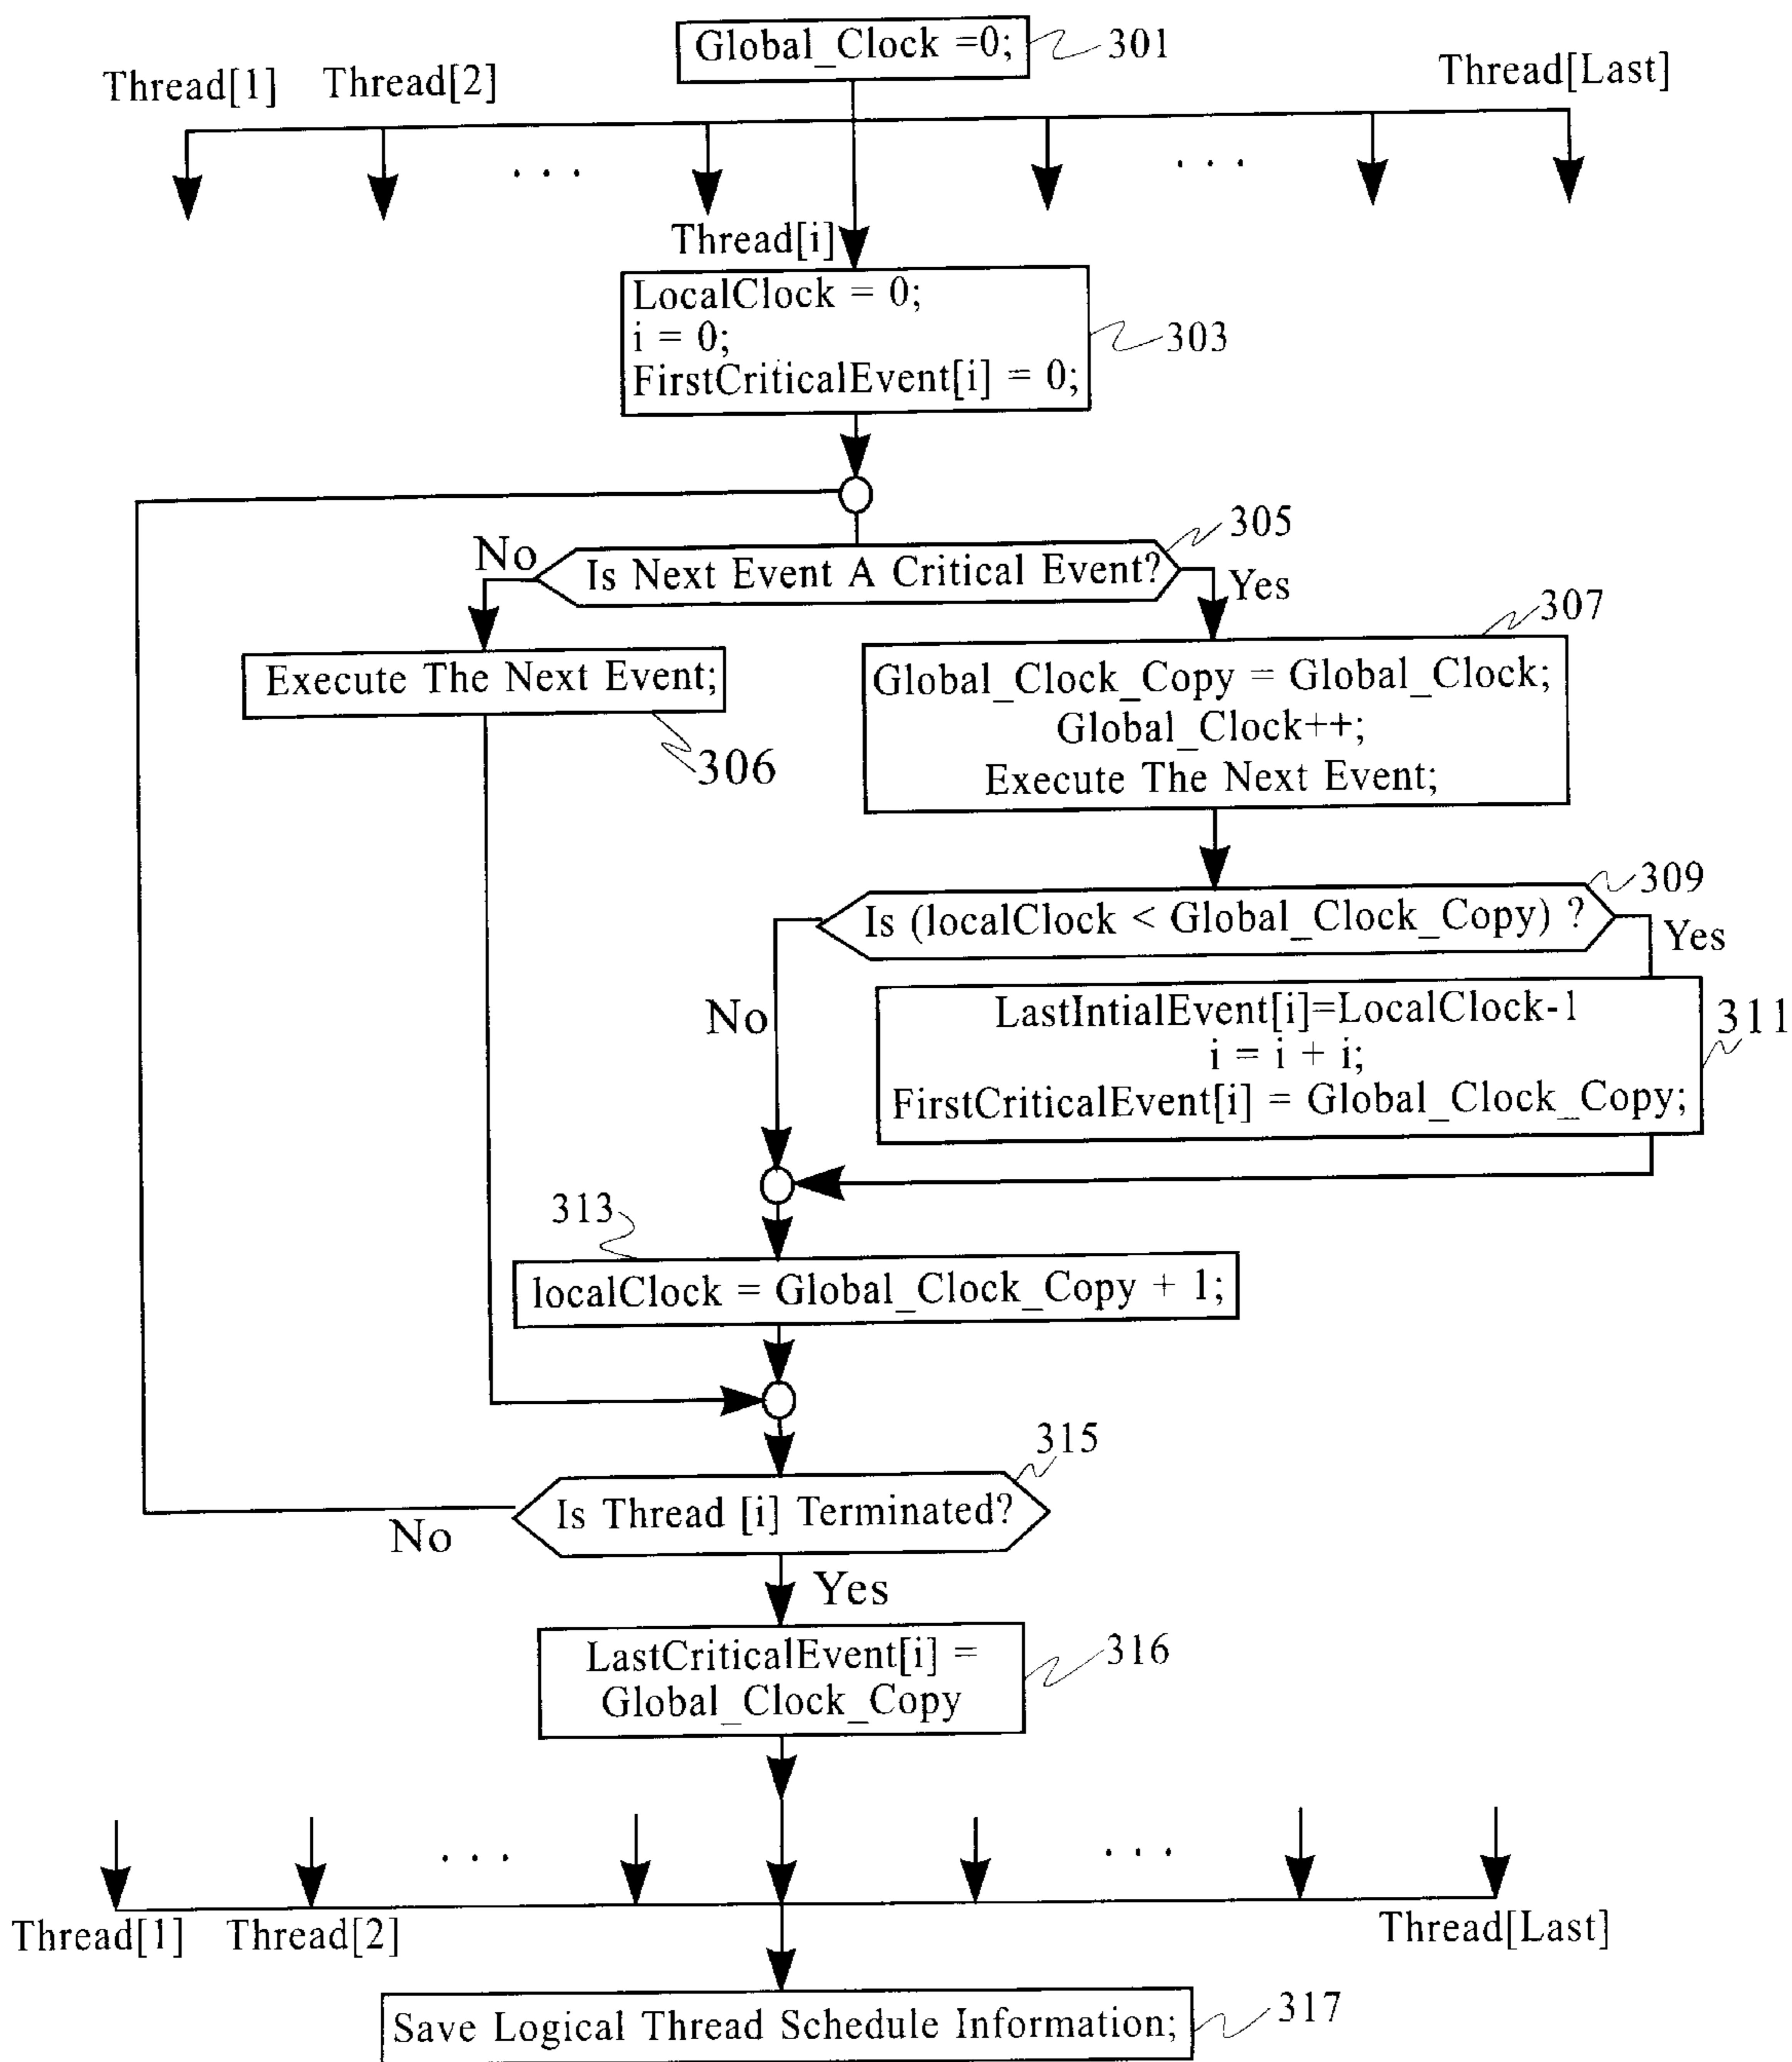 Global_Clock =0;
301
Thread[1]
Thread[2]
Thread[Last]
. . .
. . .
Thread[i]
LocalClock = 0;
i = 0;
FirstCriticalEvent[i] = 0;
303
305
No
Is Next Event A Critical Event?
Yes
307
Execute The Next Event;
306
Global_Clock_Copy = Global_Clock;
Global_Clock++;
Execute The Next Event;
309
Is (localClock < Global_Clock_Copy) ?
Yes
No
LastIntialEvent[i]=LocalClock-1
i = i + i;
FirstCriticalEvent[i] = Global_Clock_Copy;
311
313
localClock = Global_Clock_Copy + 1;
315
Is Thread [i] Terminated?
No
Yes
LastCriticalEvent[i] =
Global_Clock_Copy
316
. . .
. . .
Thread[1]
Thread[2]
Thread[Last]
Save Logical Thread Schedule Information;
317